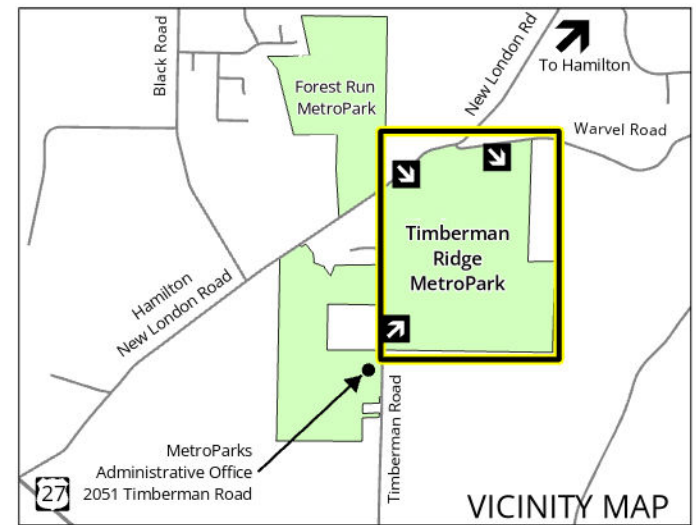 Black Road
New London Rd
To Hamilton
Forest Run
MetroPark
Warvel Road
Timberman
Ridge
MetroPark
Hamilton
New London Road
Timberman Road
MetroParks
Administrative Office
2051 Timberman Road
27
VICINITY MAP